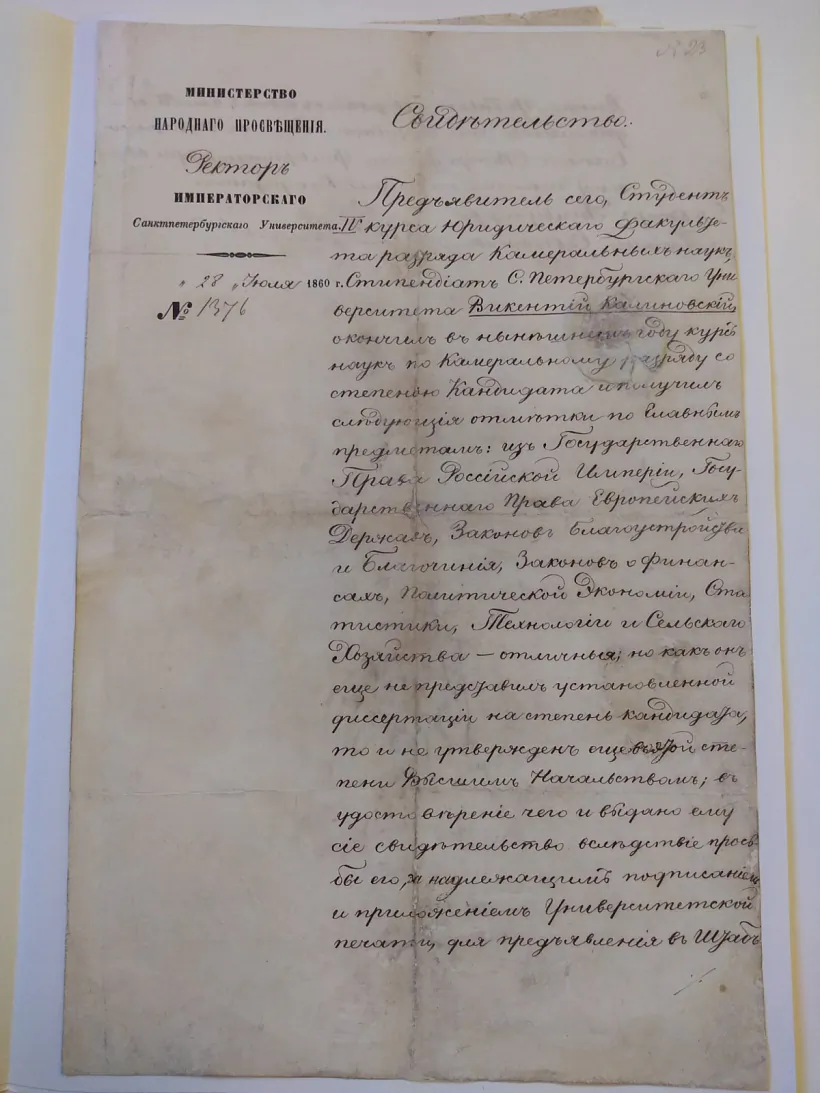 № 23
МИНИСТЕРСТВО
НАРОДНАГО ПРОСВѢЩЕНІЯ.
Ректоръ
ИМПЕРАТОРСКАГО
Санктпетербургскаго Университета.
" 28 " Іюля 1860 г.
№ 1376
Свидѣтельство.
Предъявитель сего, Студентъ
IV курса Юридическаго Факульте-
та разряда Камеральныхъ наукъ,
Стипендіатъ С. Петербургскаго Уни
верситета Викентій Калиновскій,
окончилъ въ нынѣшнемъ году курсъ
наукъ по Камеральному разряду со
степенью Кандидата и получилъ
слѣдующія отмѣтки по главнымъ
предметамъ: изъ Государственнаго
Права Россійской Имперіи, Госу-
дарственнаго Права Европейскихъ
Державъ, Законовъ Благоустройства
и Благочинія, Законовъ о Финан-
сахъ, Политической Экономіи, Ста
тистики, Технологіи и Сельскаго
Хозяйства — отличныя; но какъ онъ
еще не представилъ установленной
диссертаціи на степень кандидата,
то и не утвержденъ еще въ этой сте-
пени Высшимъ Начальствомъ; въ
удостовѣреніе чего и выдано ему
сіе свидѣтельство вслѣдствіе прось
бы его, за надлежащимъ подписаніемъ
и приложеніемъ Университетской
печати, для предъявленія въ Штабъ